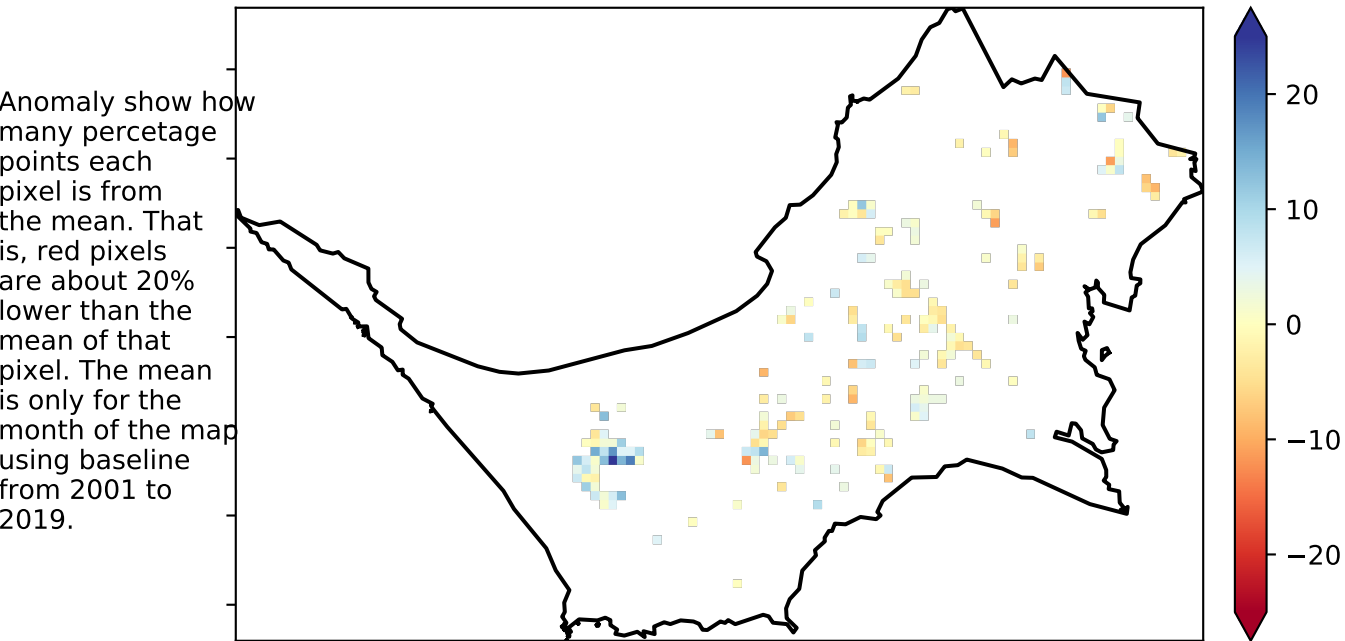 Anomaly show how
many percetage
points each
pixel is from
the mean. That
is, red pixels
are about 20%
lower than the
mean of that
pixel. The mean
is only for the
month of the map
using baseline
from 2001 to
2019.
20
10
0
−10
−20